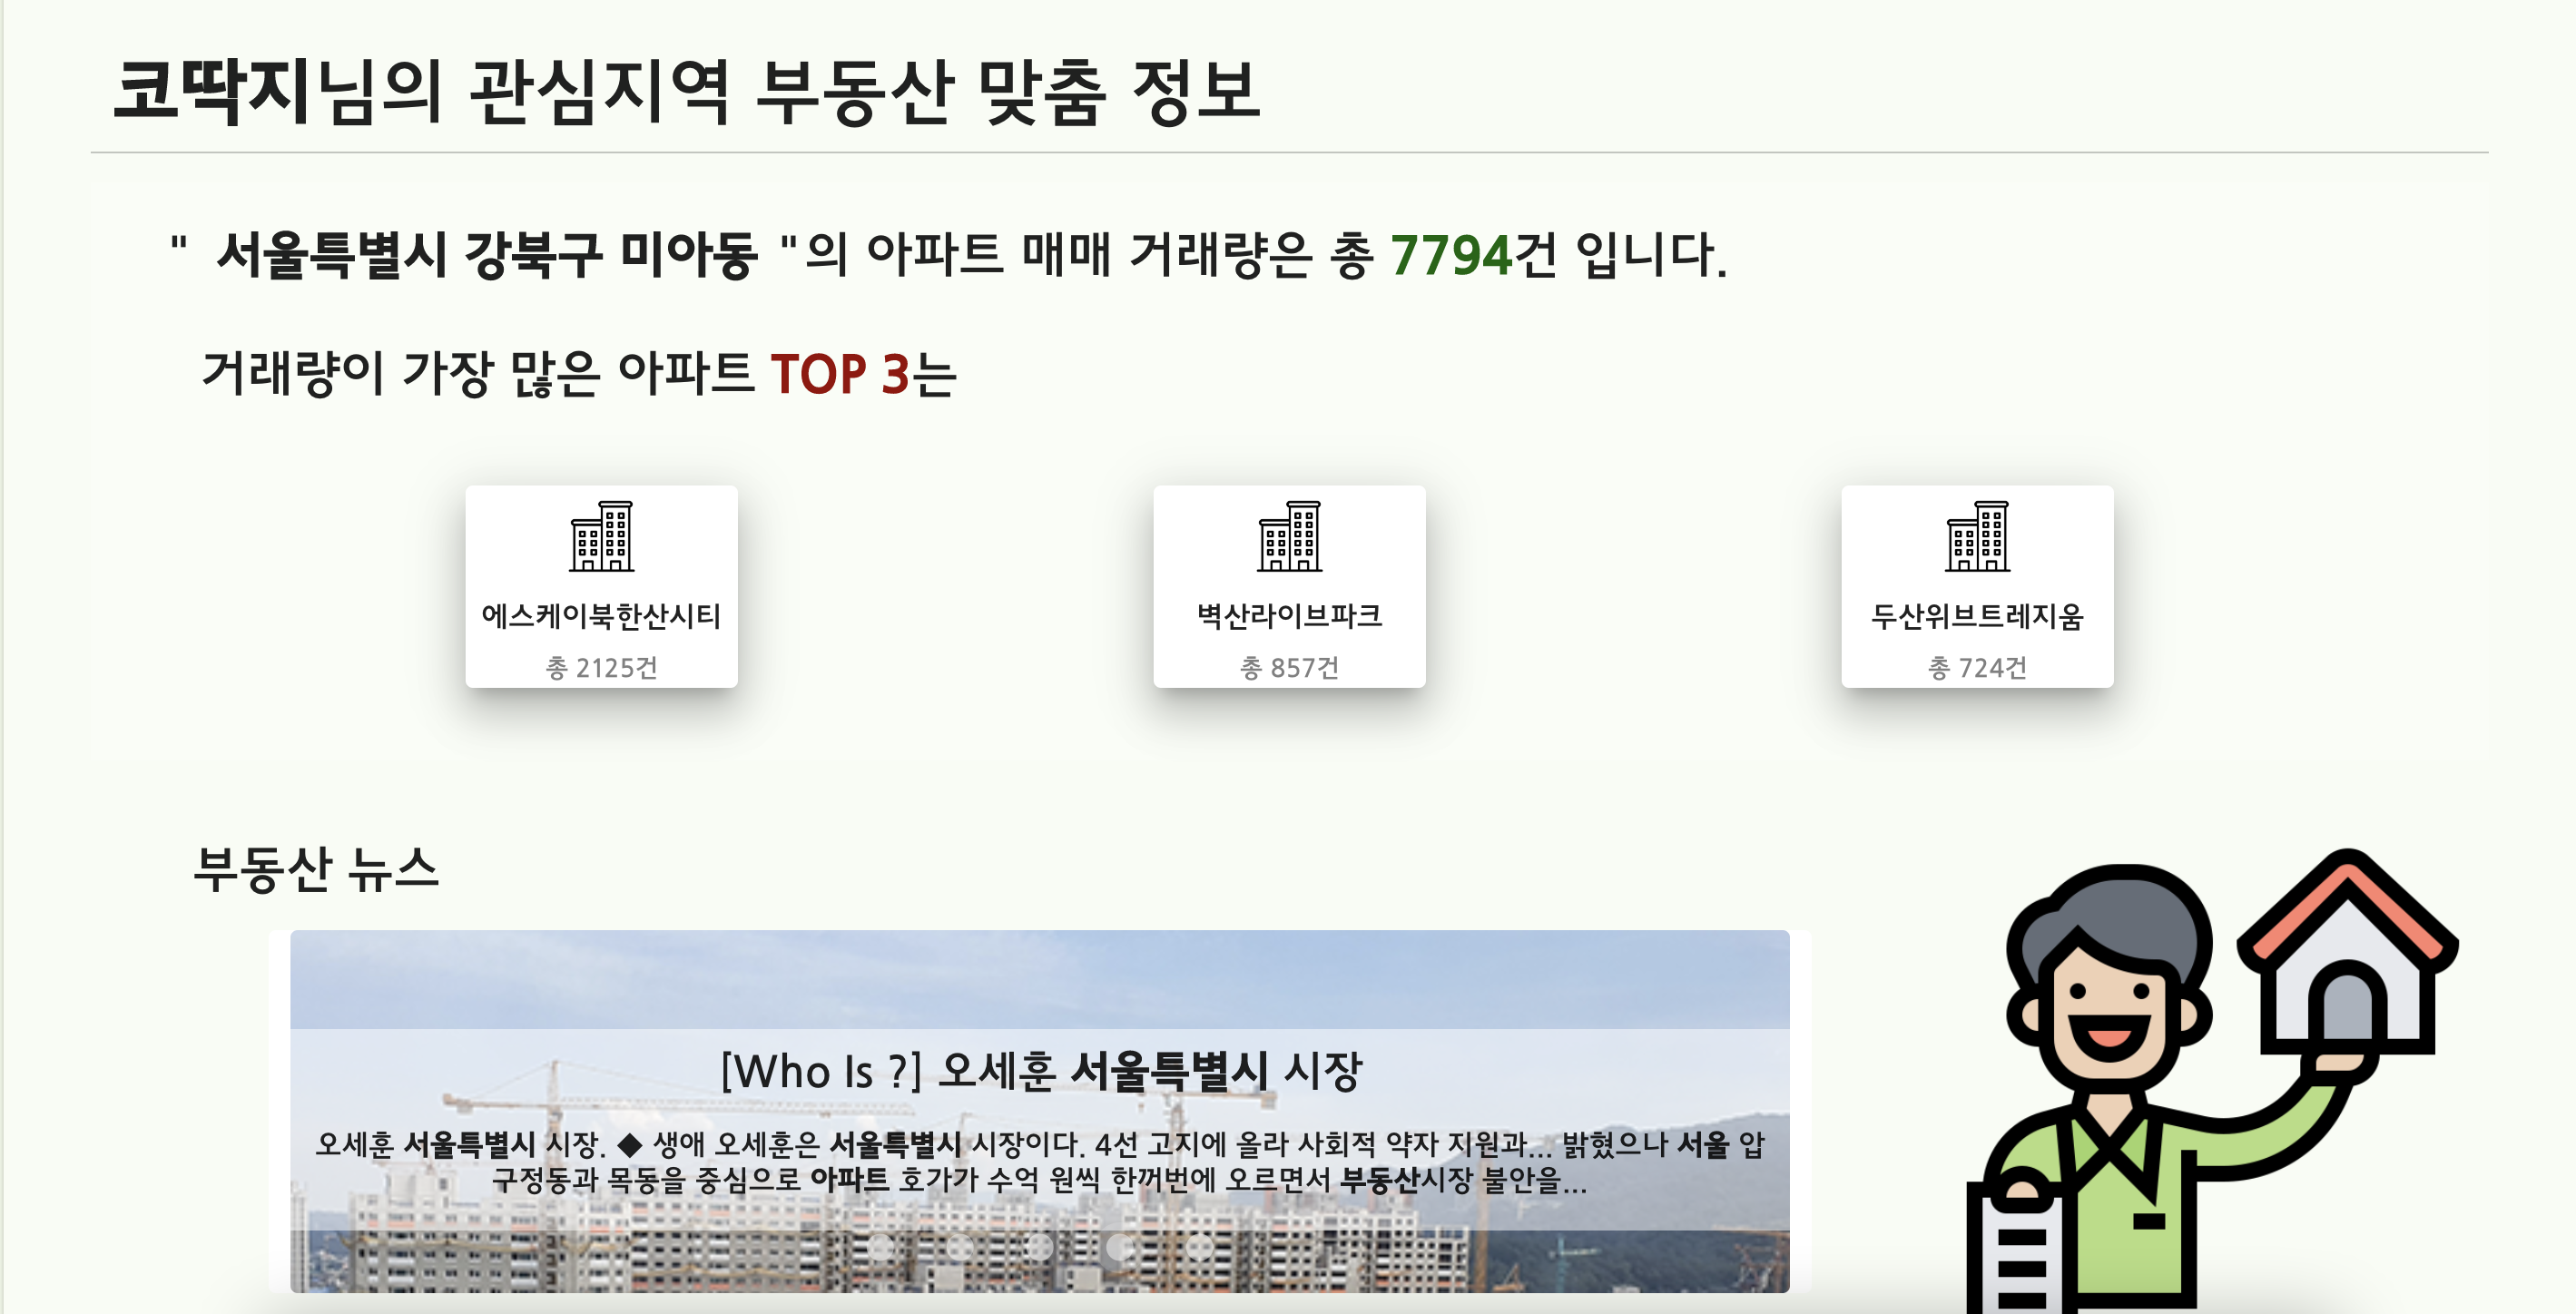 코딱지님의 관심지역 부동산 맞춤 정보
" 서울특별시 강북구 미아동 "의 아파트 매매 거래량은 총 7794건 입니다.
거래량이 가장 많은 아파트 TOP 3는
에스케이북한산시티
총 2125건
벽산라이브파크
총 857건
두산위브트레지움
총 724건
부동산 뉴스
[Who Is ?] 오세훈 서울특별시 시장
오세훈 서울특별시 시장. ◆ 생애 오세훈은 서울특별시 시장이다. 4선 고지에 올라 사회적 약자 지원과... 밝혔으나 서울 압
구정동과 목동을 중심으로 아파트 호가가 수억 원씩 한꺼번에 오르면서 부동산시장 불안을...